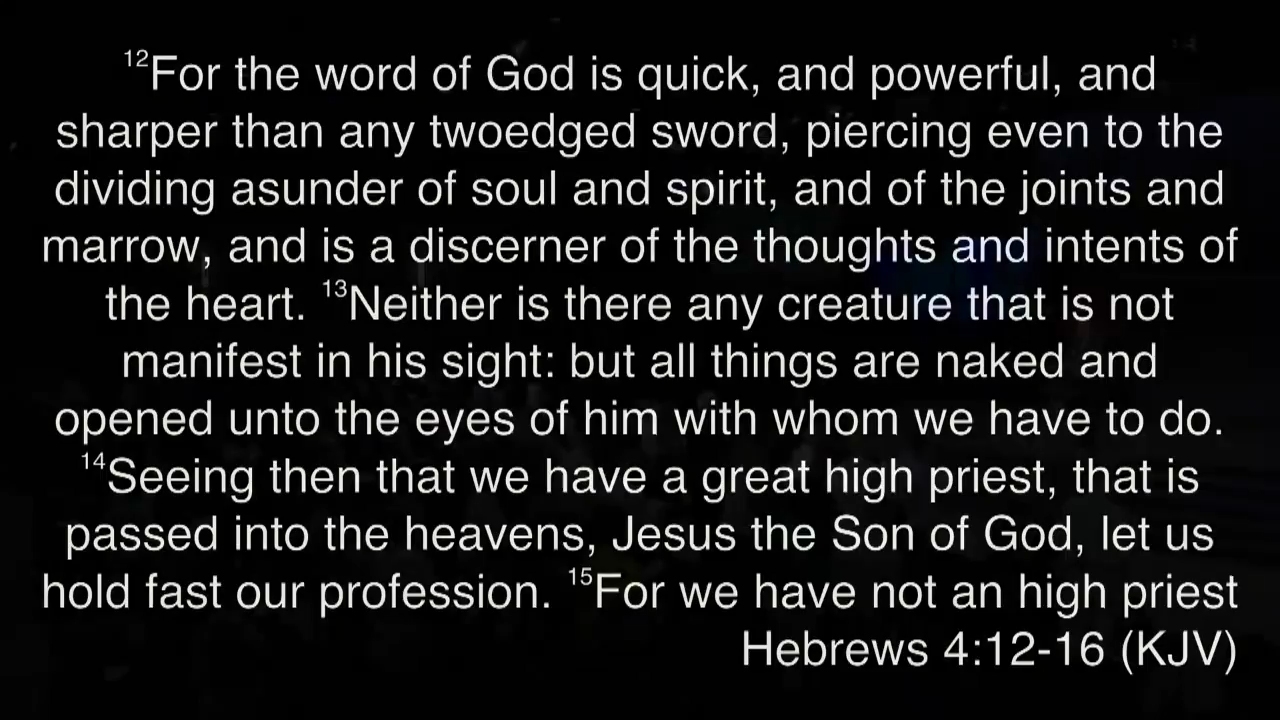 12For the word of God is quick, and powerful, and
sharper than any twoedged sword, piercing even to the
dividing asunder of soul and spirit, and of the joints and
marrow, and is a discerner of the thoughts and intents of
the heart. 13Neither is there any creature that is not
manifest in his sight: but all things are naked and
opened unto the eyes of him with whom we have to do.
14Seeing then that we have a great high priest, that is
passed into the heavens, Jesus the Son of God, let us
hold fast our profession. 15For we have not an high priest
Hebrews 4:12-16 (KJV)